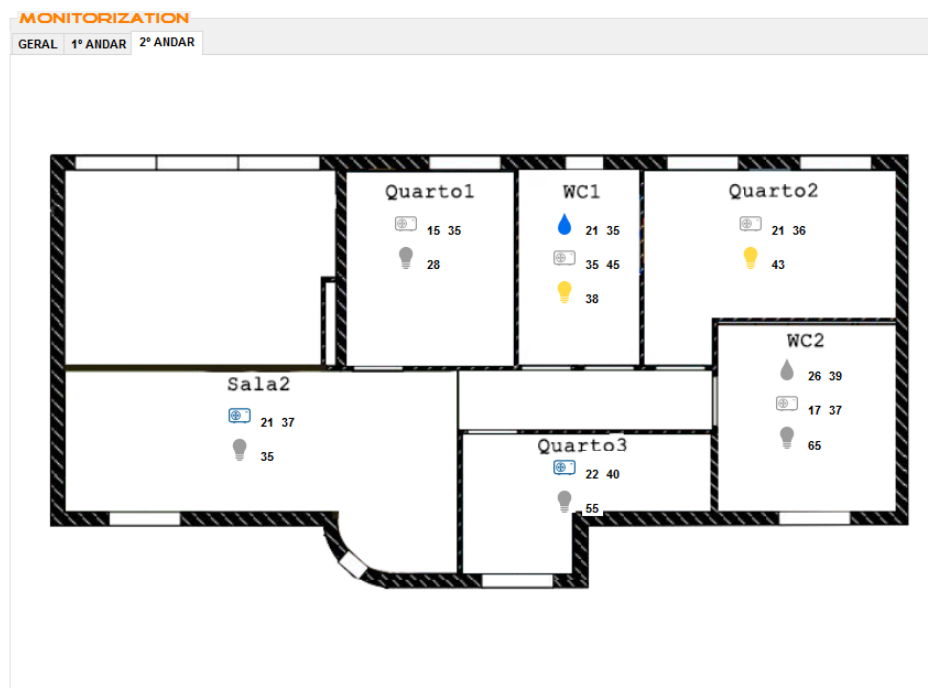 MONITORIZATION
GERAL 1º ANDAR 2º ANDAR
Quarto1
15 35
28
WC1
21 35
35 45
38
Quarto2
21 36
43
WC2
26 39
17 37
65
Sala2
21 37
35
Quarto3
22 40
55